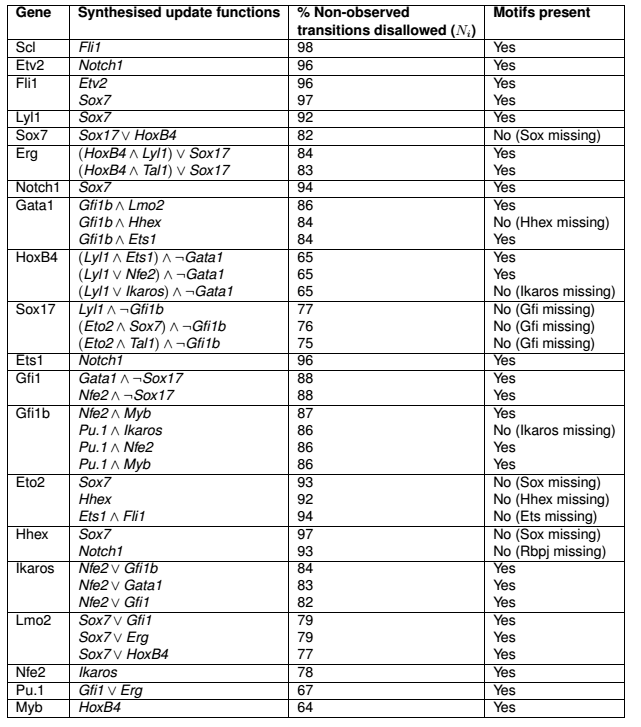 Gene Synthesised update functions % Non-observed transitions disallowed (Nᵢ) Motifs present
Scl Fli1 98 Yes
Etv2 Notch1 96 Yes
Fli1 Etv2 96 Yes
Sox7 97 Yes
Lyl1 Sox7 92 Yes
Sox7 Sox17 ∨ HoxB4 82 No (Sox missing)
Erg (HoxB4 ∧ Lyl1) ∨ Sox17 84 Yes
(HoxB4 ∧ Tal1) ∨ Sox17 83 Yes
Notch1 Sox7 94 Yes
Gata1 Gfi1b ∧ Lmo2 86 Yes
Gfi1b ∧ Hhex 84 No (Hhex missing)
Gfi1b ∧ Ets1 84 Yes
HoxB4 (Lyl1 ∧ Ets1) ∧ ¬Gata1 65 Yes
(Lyl1 ∨ Nfe2) ∧ ¬Gata1 65 Yes
(Lyl1 ∨ Ikaros) ∧ ¬Gata1 65 No (Ikaros missing)
Sox17 Lyl1 ∧ ¬Gfi1b 77 No (Gfi missing)
(Eto2 ∧ Sox7) ∧ ¬Gfi1b 76 No (Gfi missing)
(Eto2 ∧ Tal1) ∧ ¬Gfi1b 75 No (Gfi missing)
Ets1 Notch1 96 Yes
Gfi1 Gata1 ∧ ¬Sox17 88 Yes
Nfe2 ∧ ¬Sox17 88 Yes
Gfi1b Nfe2 ∧ Myb 87 Yes
Pu.1 ∧ Ikaros 86 No (Ikaros missing)
Pu.1 ∧ Nfe2 86 Yes
Pu.1 ∧ Myb 86 Yes
Eto2 Sox7 93 No (Sox missing)
Hhex 92 No (Hhex missing)
Ets1 ∧ Fli1 94 No (Ets missing)
Hhex Sox7 97 No (Sox missing)
Notch1 93 No (Rbpj missing)
Ikaros Nfe2 ∨ Gfi1b 84 Yes
Nfe2 ∨ Gata1 83 Yes
Nfe2 ∨ Gfi1 82 Yes
Lmo2 Sox7 ∨ Gfi1 79 Yes
Sox7 ∨ Erg 79 Yes
Sox7 ∨ HoxB4 77 Yes
Nfe2 Ikaros 78 Yes
Pu.1 Gfi1 ∨ Erg 67 Yes
Myb HoxB4 64 Yes